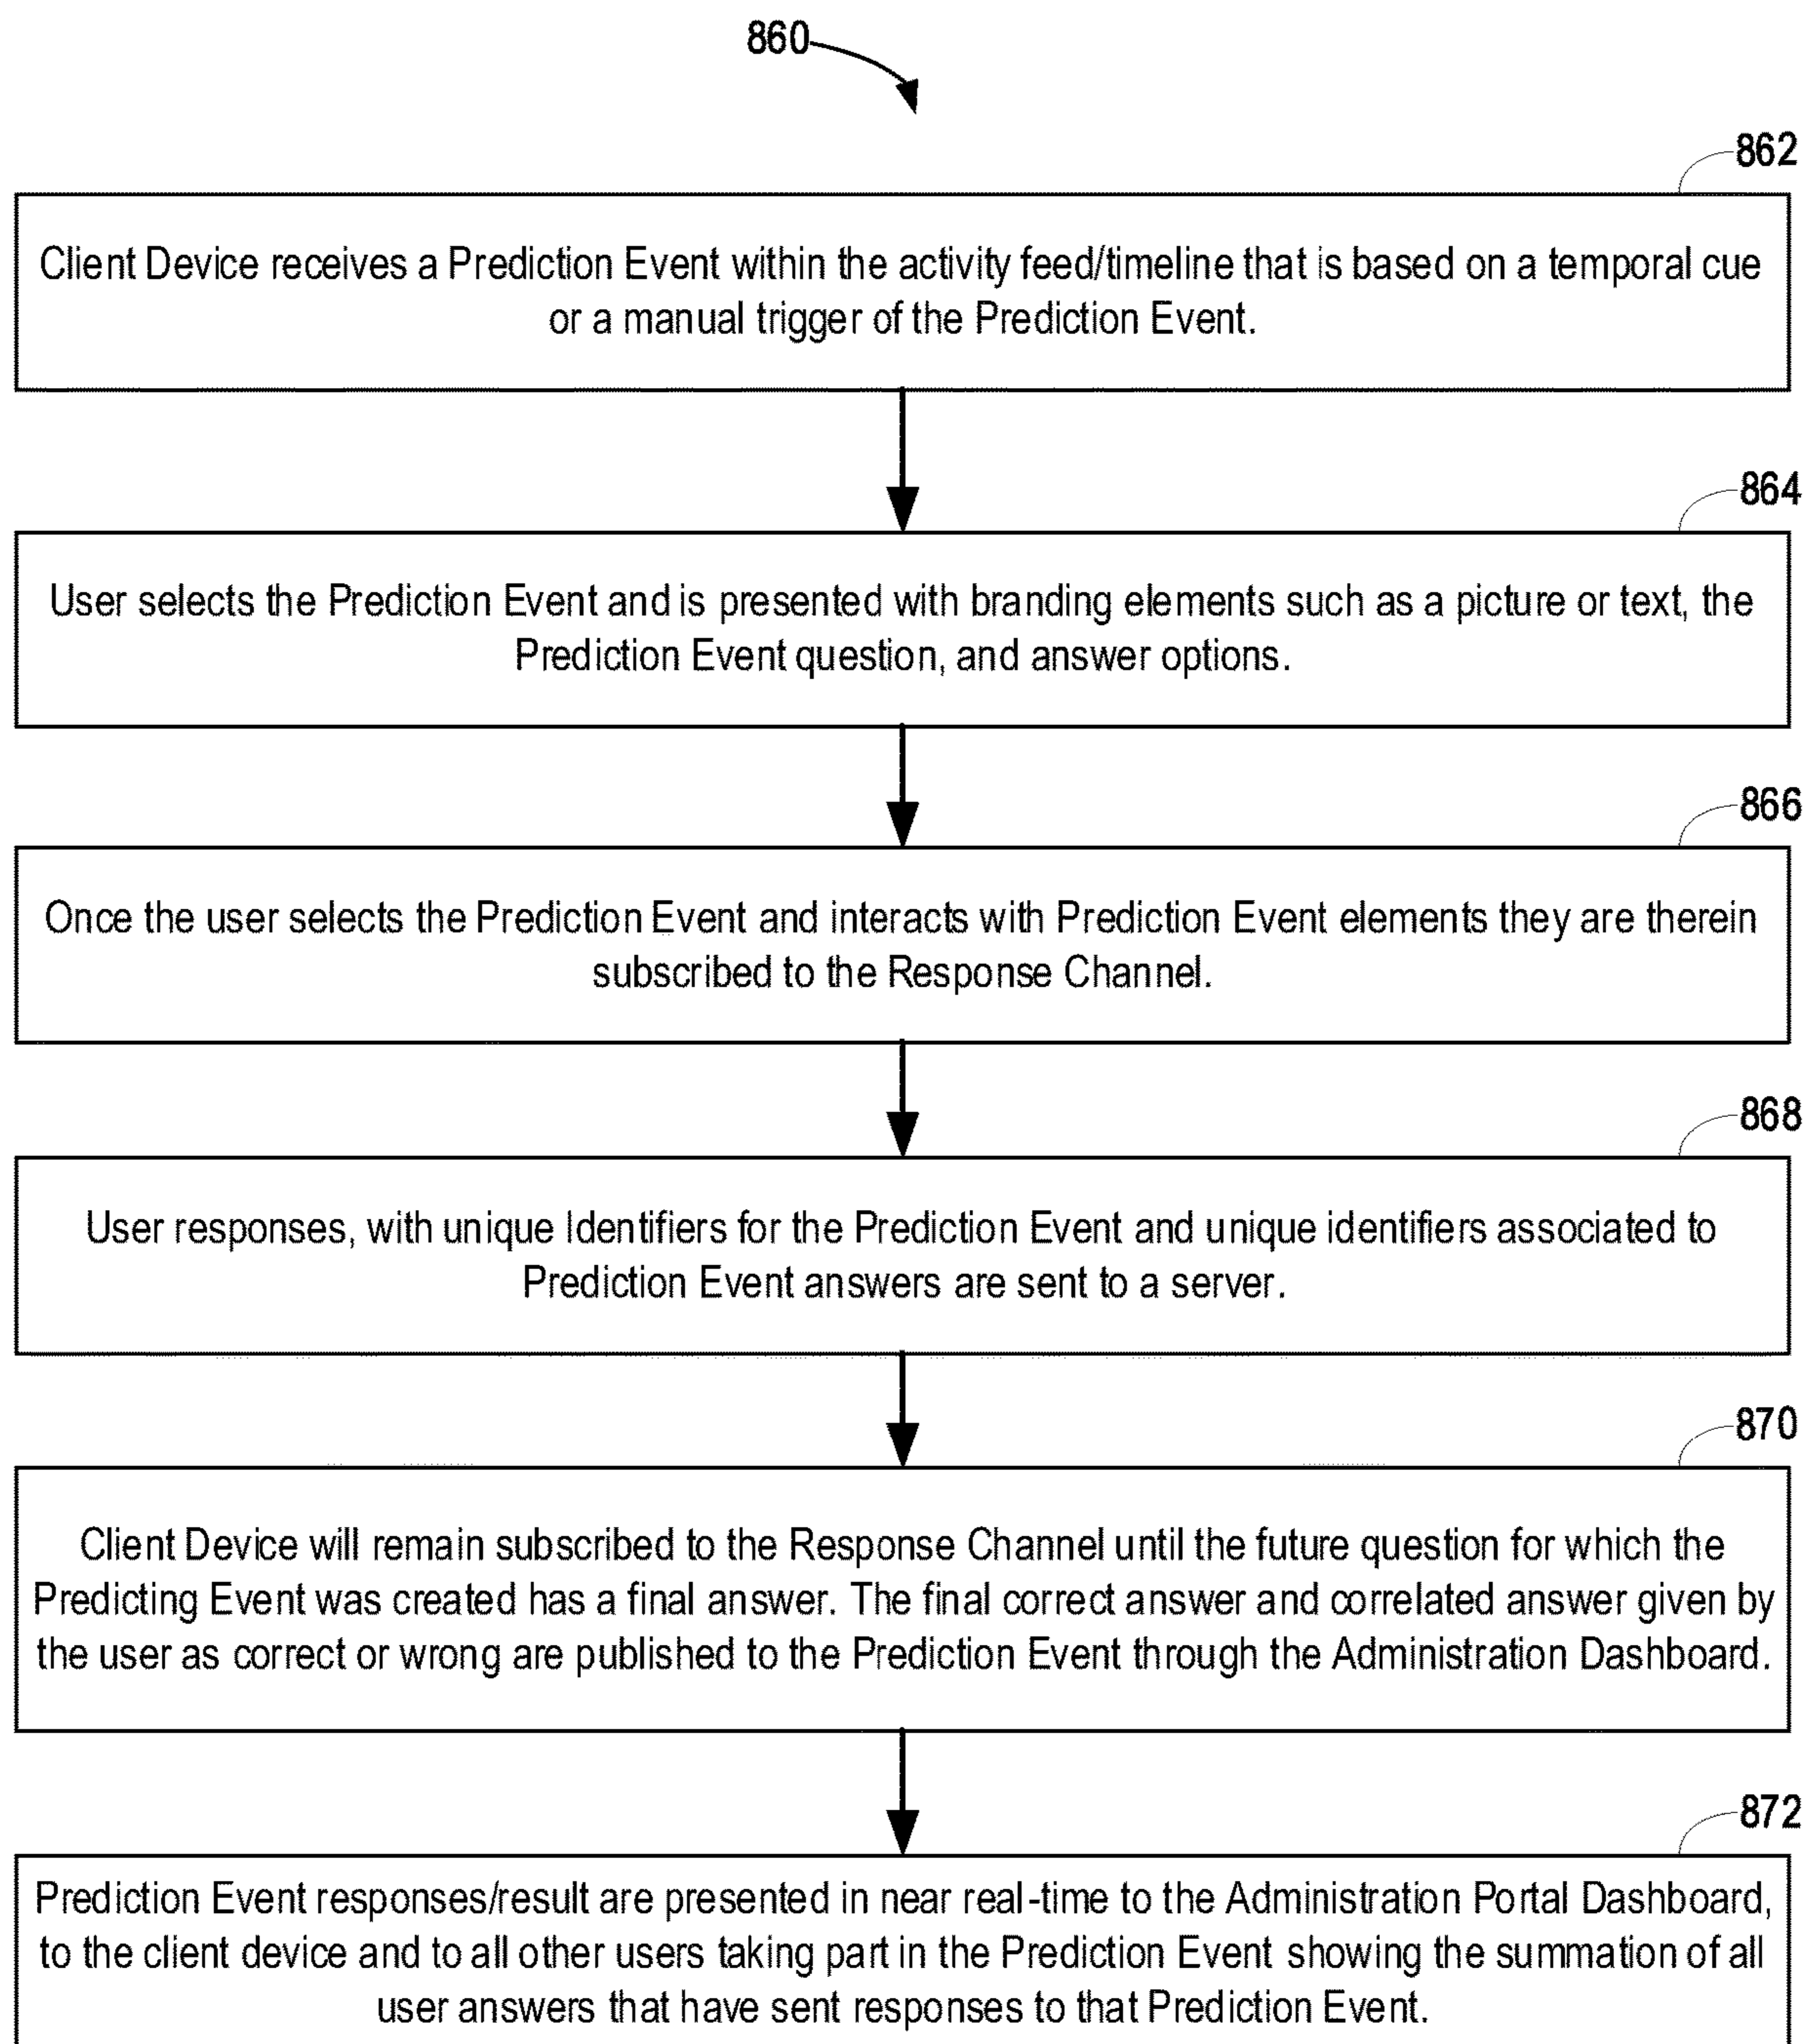 860
862
Client Device receives a Prediction Event within the activity feed/timeline that is based on a temporal cue
or a manual trigger of the Prediction Event.
864
User selects the Prediction Event and is presented with branding elements such as a picture or text, the
Prediction Event question, and answer options.
866
Once the user selects the Prediction Event and interacts with Prediction Event elements they are therein
subscribed to the Response Channel.
868
User responses, with unique Identifiers for the Prediction Event and unique identifiers associated to
Prediction Event answers are sent to a server.
870
Client Device will remain subscribed to the Response Channel until the future question for which the
Predicting Event was created has a final answer. The final correct answer and correlated answer given by
the user as correct or wrong are published to the Prediction Event through the Administration Dashboard.
872
Prediction Event responses/result are presented in near real-time to the Administration Portal Dashboard,
to the client device and to all other users taking part in the Prediction Event showing the summation of all
user answers that have sent responses to that Prediction Event.